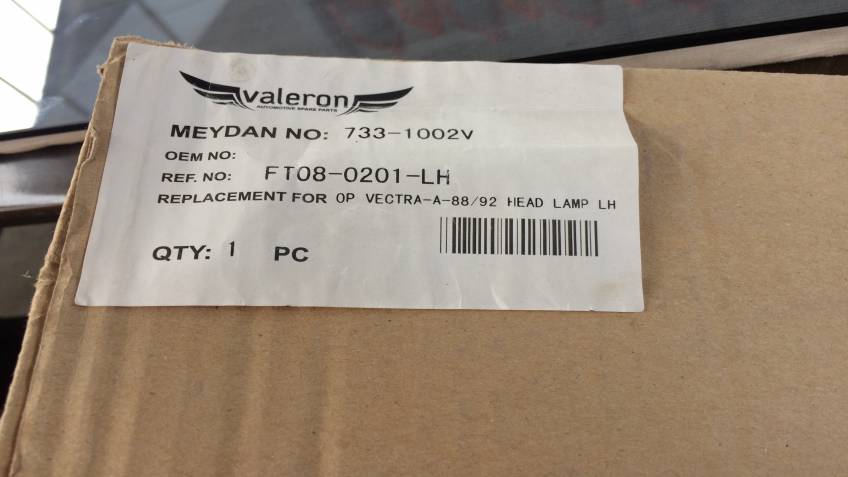 valeron
AUTOMOTIVE SPARE PARTS
MEYDAN NO: 733-1002V
OEM NO:
REF. NO: FT08-0201-LH
REPLACEMENT FOR OP VECTRA-A-88/92 HEAD LAMP LH
QTY: 1 PC